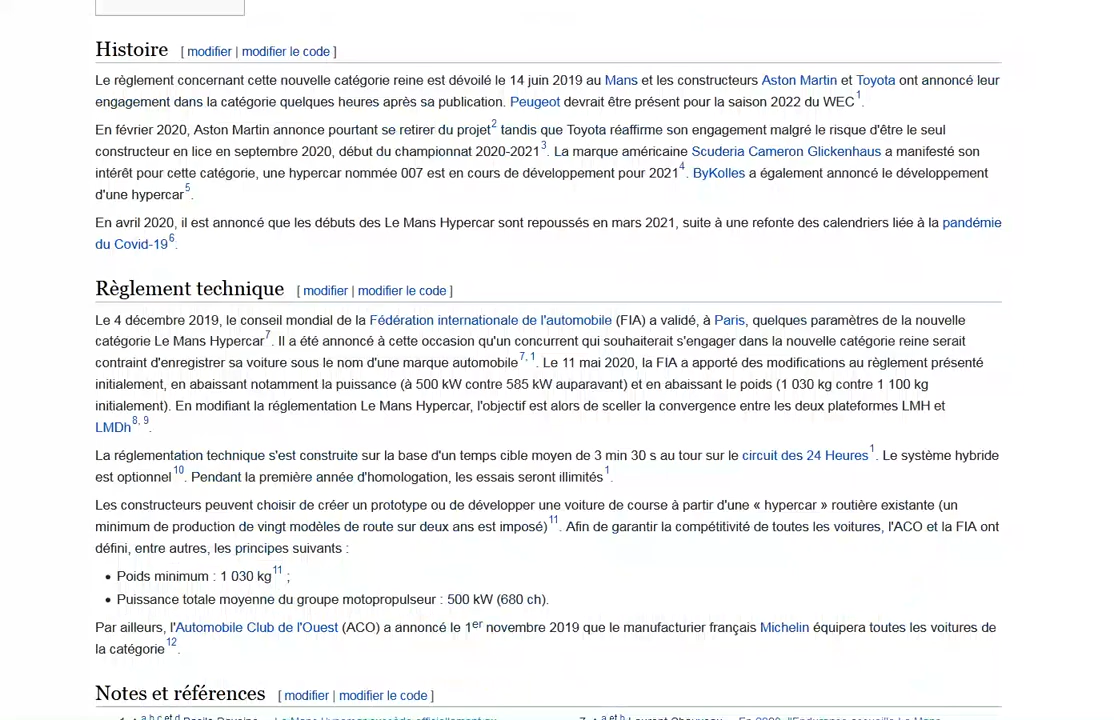 Histoire [ modifier | modifier le code ]
Le règlement concernant cette nouvelle catégorie reine est dévoilé le 14 juin 2019 au Mans et les constructeurs Aston Martin et Toyota ont annoncé leur
engagement dans la catégorie quelques heures après sa publication. Peugeot devrait être présent pour la saison 2022 du WEC1.
En février 2020, Aston Martin annonce pourtant se retirer du projet2 tandis que Toyota réaffirme son engagement malgré le risque d'être le seul
constructeur en lice en septembre 2020, début du championnat 2020-20213. La marque américaine Scuderia Cameron Glickenhaus a manifesté son
intérêt pour cette catégorie, une hypercar nommée 007 est en cours de développement pour 20214. ByKolles a également annoncé le développement
d'une hypercar5.
En avril 2020, il est annoncé que les débuts des Le Mans Hypercar sont repoussés en mars 2021, suite à une refonte des calendriers liée à la pandémie
du Covid-196.
Règlement technique [ modifier | modifier le code ]
Le 4 décembre 2019, le conseil mondial de la Fédération internationale de l'automobile (FIA) a validé, à Paris, quelques paramètres de la nouvelle
catégorie Le Mans Hypercar7. Il a été annoncé à cette occasion qu'un concurrent qui souhaiterait s'engager dans la nouvelle catégorie reine serait
contraint d'enregistrer sa voiture sous le nom d'une marque automobile7, 1. Le 11 mai 2020, la FIA a apporté des modifications au règlement présenté
initialement, en abaissant notamment la puissance (à 500 kW contre 585 kW auparavant) et en abaissant le poids (1 030 kg contre 1 100 kg
initialement). En modifiant la réglementation Le Mans Hypercar, l'objectif est alors de sceller la convergence entre les deux plateformes LMH et
LMDh8, 9.
La réglementation technique s'est construite sur la base d'un temps cible moyen de 3 min 30 s au tour sur le circuit des 24 Heures1. Le système hybride
est optionnel10. Pendant la première année d'homologation, les essais seront illimités1.
Les constructeurs peuvent choisir de créer un prototype ou de développer une voiture de course à partir d'une « hypercar » routière existante (un
minimum de production de vingt modèles de route sur deux ans est imposé)11. Afin de garantir la compétitivité de toutes les voitures, l'ACO et la FIA ont
défini, entre autres, les principes suivants :
• Poids minimum : 1 030 kg11 ;
• Puissance totale moyenne du groupe motopropulseur : 500 kW (680 ch).
Par ailleurs, l'Automobile Club de l'Ouest (ACO) a annoncé le 1er novembre 2019 que le manufacturier français Michelin équipera toutes les voitures de
la catégorie12.
Notes et références [ modifier | modifier le code ]